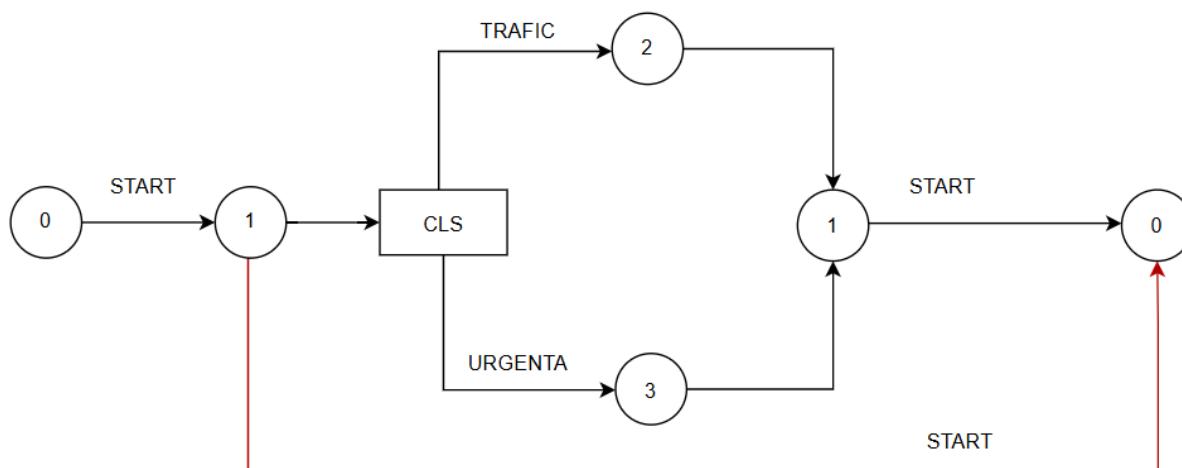 TRAFIC
2
START
0
1
CLS
1
START
0
URGENTA
3
START